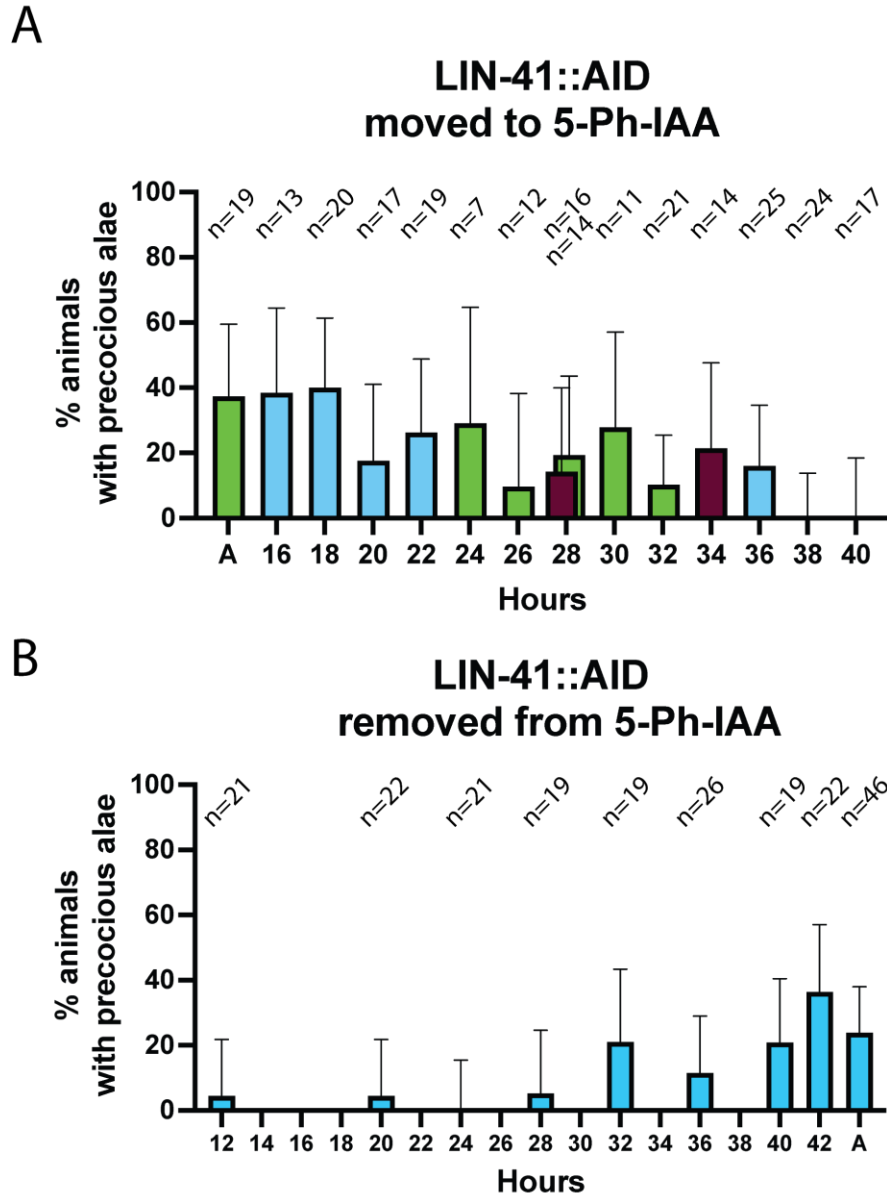 A
LIN-41::AID
moved to 5-Ph-IAA
n=19 n=13 n=20 n=17 n=19 n=7 n=12 n=16 n=14 n=11 n=21 n=14 n=25 n=24 n=17
100
80
60
40
20
0
% animals
with precocious alae
A 16 18 20 22 24 26 28 30 32 34 36 38 40
Hours
B
LIN-41::AID
removed from 5-Ph-IAA
n=21 n=22 n=21 n=19 n=19 n=26 n=19 n=22 n=46
100
80
60
40
20
0
% animals
with precocious alae
12 14 16 18 20 22 24 26 28 30 32 34 36 38 40 42 A
Hours